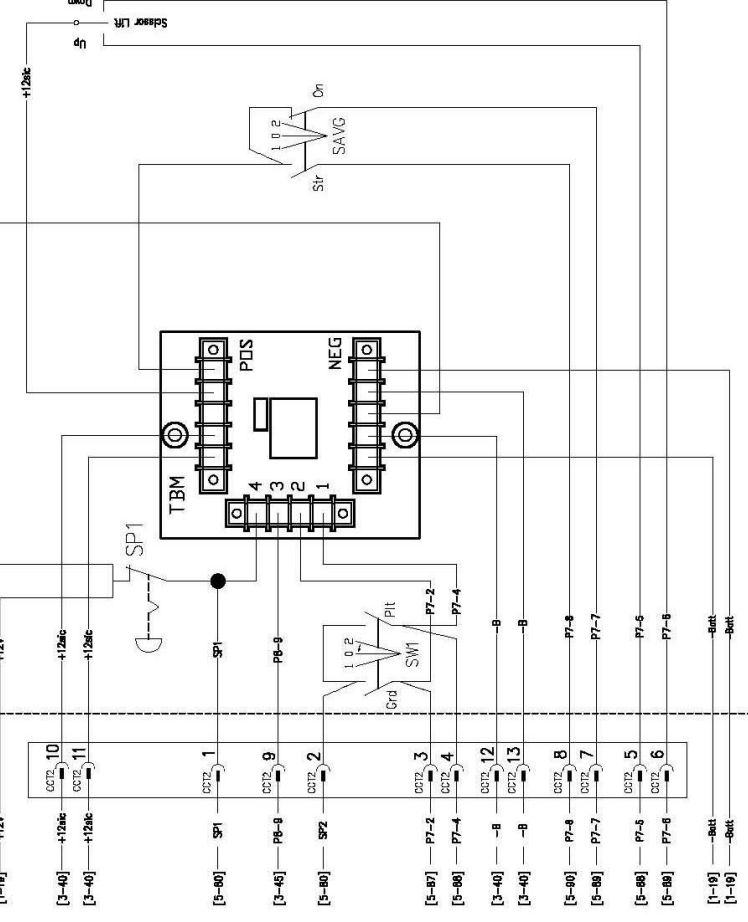 Down
Scissor Lift
Up
+12sic
On
1 0 2
SAVG
Str
POS
NEG
TBM
4
3
2
1
SP1
P7-2
P7-4
Plt
1 0 2
SW1
Grd
+12V
+12sic
+12sic
SP1
P8-9
-B
-B
P7-8
P7-7
P7-5
P7-6
-Batt
-Batt
CCT2 10
CCT2 11
CCT2 1
CCT2 9
CCT2 2
CCT2 3
CCT2 4
CCT2 12
CCT2 13
CCT2 8
CCT2 7
CCT2 5
CCT2 6
[1-19] +12V
[3-40] +12sic
[3-40] +12sic
[5-80] SP1
[3-45] P8-9
[5-80] SP2
[5-87] P7-2
[5-88] P7-4
[3-40] -B
[3-40] -B
[5-90] P7-8
[5-89] P7-7
[5-88] P7-5
[5-89] P7-6
[1-19] -Batt
[1-19] -Batt